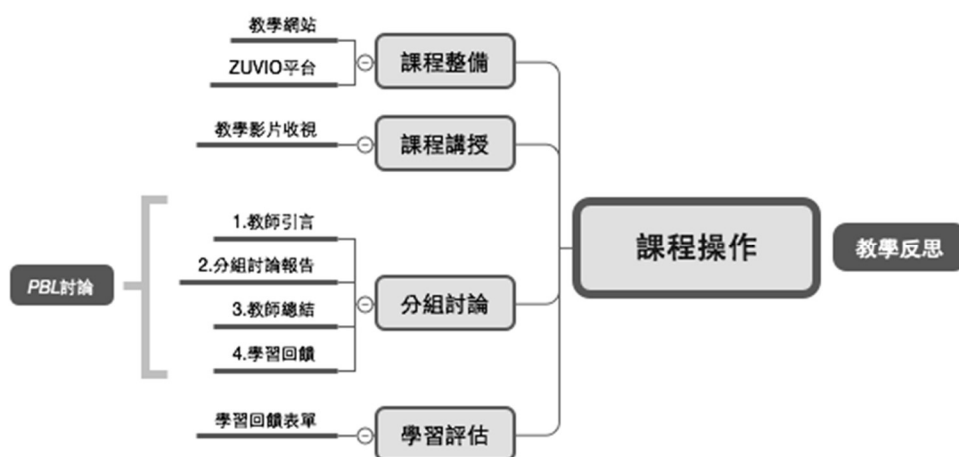 教學網站
ZUVIO平台
課程整備
教學影片收視
課程講授
1.教師引言
2.分組討論報告
3.教師總結
4.學習回饋
PBL討論
分組討論
學習回饋表單
學習評估
課程操作
教學反思